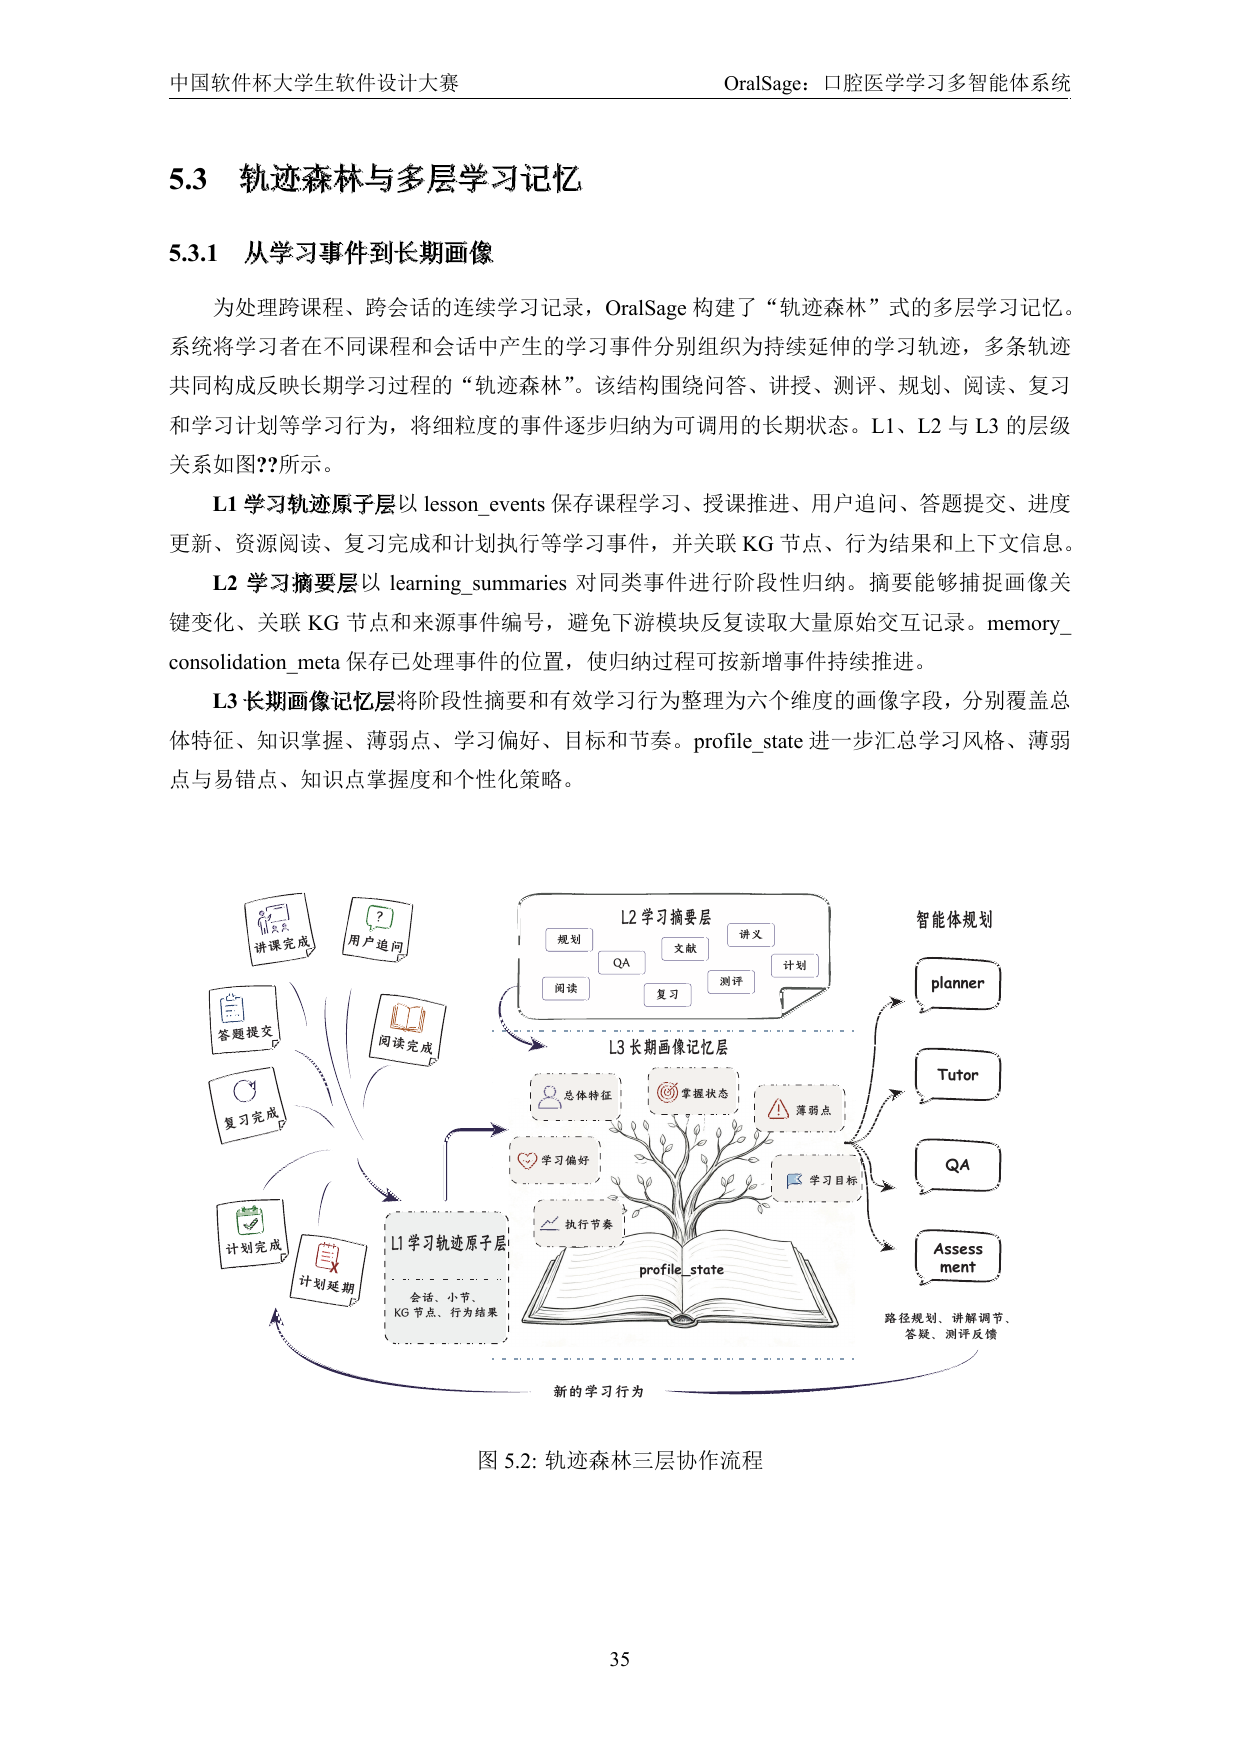 中国软件杯大学生软件设计大赛 OralSage：口腔医学学习多智能体系统
5.3 轨迹森林与多层学习记忆
5.3.1 从学习事件到长期画像
为处理跨课程、跨会话的连续学习记录，OralSage 构建了“轨迹森林”式的多层学习记忆。
系统将学习者在不同课程和会话中产生的学习事件分别组织为持续延伸的学习轨迹，多条轨迹
共同构成反映长期学习过程的“轨迹森林”。该结构围绕问答、讲授、测评、规划、阅读、复习
和学习计划等学习行为，将细粒度的事件逐步归纳为可调用的长期状态。L1、L2 与 L3 的层级
关系如图??所示。
L1 学习轨迹原子层以 lesson_events 保存课程学习、授课推进、用户追问、答题提交、进度
更新、资源阅读、复习完成和计划执行等学习事件，并关联 KG 节点、行为结果和上下文信息。
L2 学习摘要层以 learning_summaries 对同类事件进行阶段性归纳。摘要能够捕捉画像关
键变化、关联 KG 节点和来源事件编号，避免下游模块反复读取大量原始交互记录。memory_
consolidation_meta 保存已处理事件的位置，使归纳过程可按新增事件持续推进。
L3 长期画像记忆层将阶段性摘要和有效学习行为整理为六个维度的画像字段，分别覆盖总
体特征、知识掌握、薄弱点、学习偏好、目标和节奏。profile_state 进一步汇总学习风格、薄弱
点与易错点、知识点掌握度和个性化策略。
讲课完成
?
用户追问
答题提交
阅读完成
复习完成
计划完成
计划延期
L1 学习轨迹原子层
会话、小节、
KG 节点、行为结果
L2 学习摘要层
规划
QA
文献
讲义
计划
阅读
复习
测评
L3 长期画像记忆层
总体特征
掌握状态
薄弱点
学习偏好
学习目标
执行节奏
profile_state
智能体规划
planner
Tutor
QA
Assess
ment
路径规划、讲解调节、
答疑、测评反馈
新的学习行为
图 5.2: 轨迹森林三层协作流程
35